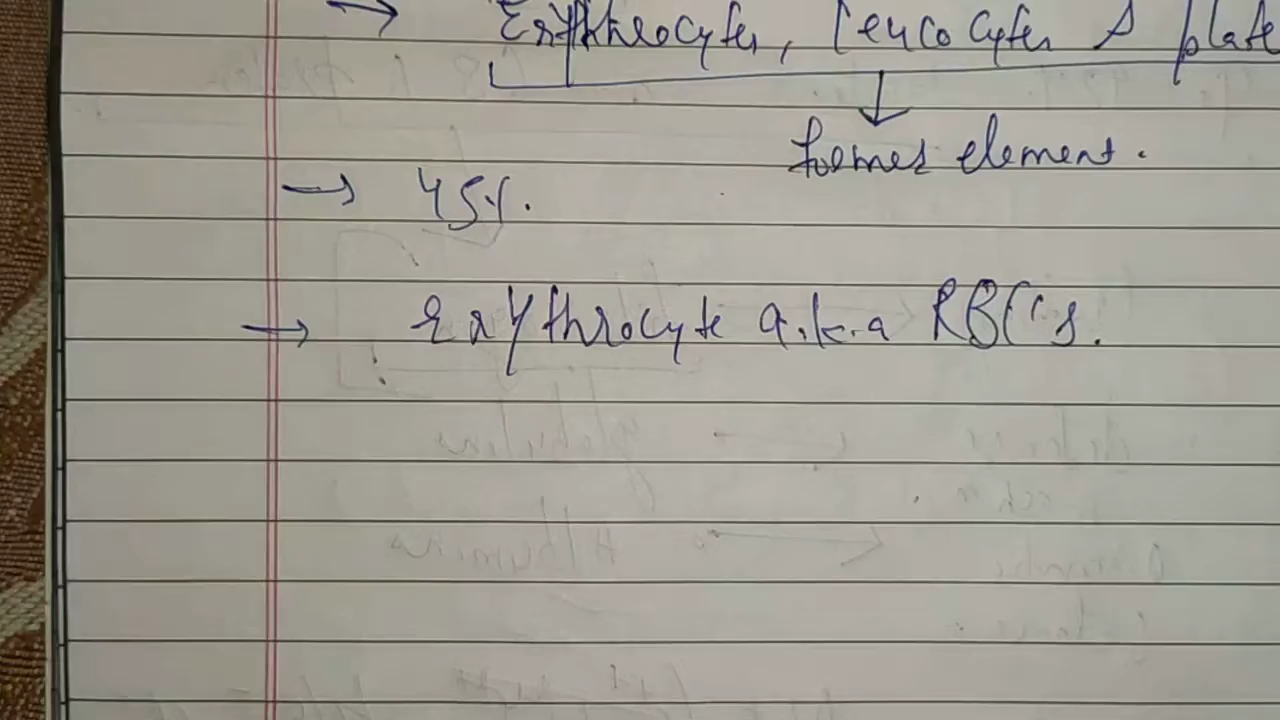 → Erythrocytes, Leucocytes & plate
↓
formed element.
→ 45%.
→ Erythrocyte a.k.a RBC's.